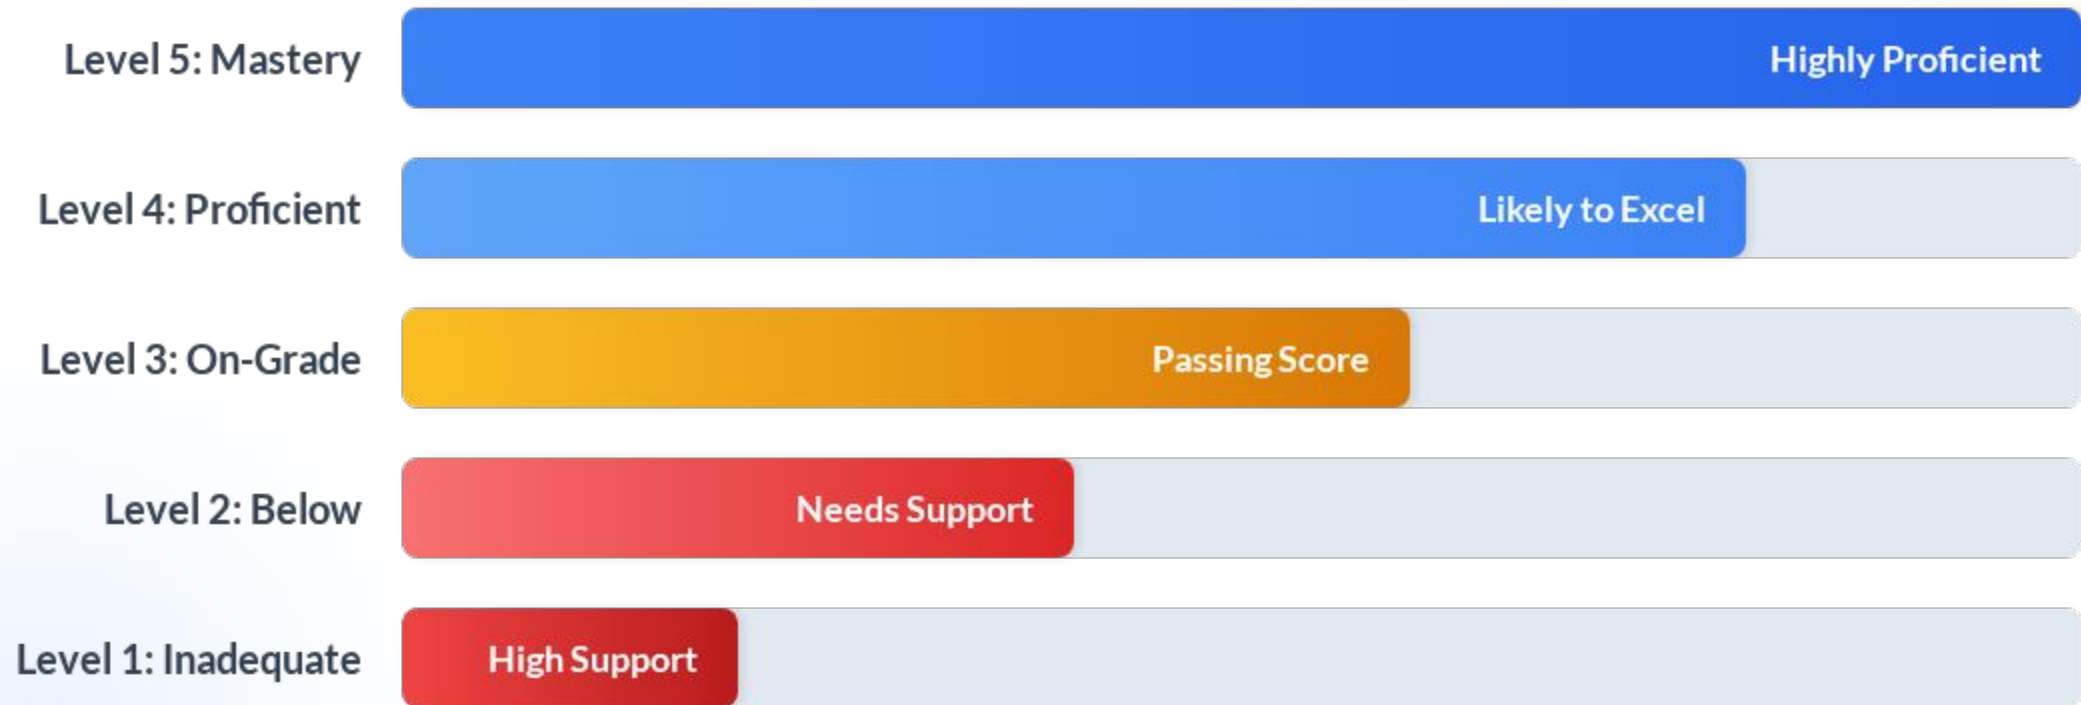 Level 5: Mastery
Highly Proficient
Level 4: Proficient
Likely to Excel
Level 3: On-Grade
Passing Score
Level 2: Below
Needs Support
Level 1: Inadequate
High Support